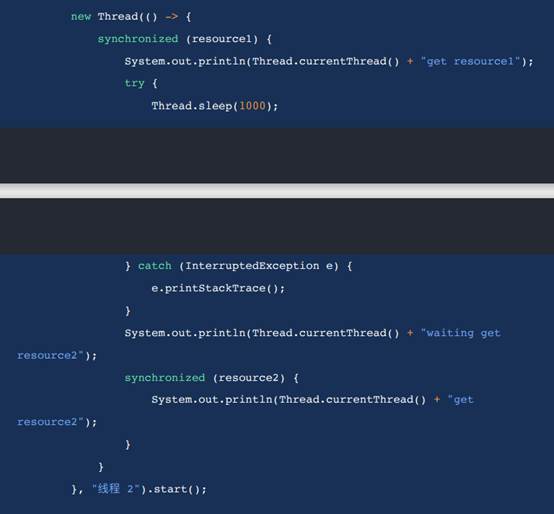 new Thread(() -> {
synchronized (resource1) {
System.out.println(Thread.currentThread() + "get resource1");
try {
Thread.sleep(1000);
} catch (InterruptedException e) {
e.printStackTrace();
}
System.out.println(Thread.currentThread() + "waiting get
resource2");
synchronized (resource2) {
System.out.println(Thread.currentThread() + "get
resource2");
}
}
}, "线程 2").start();